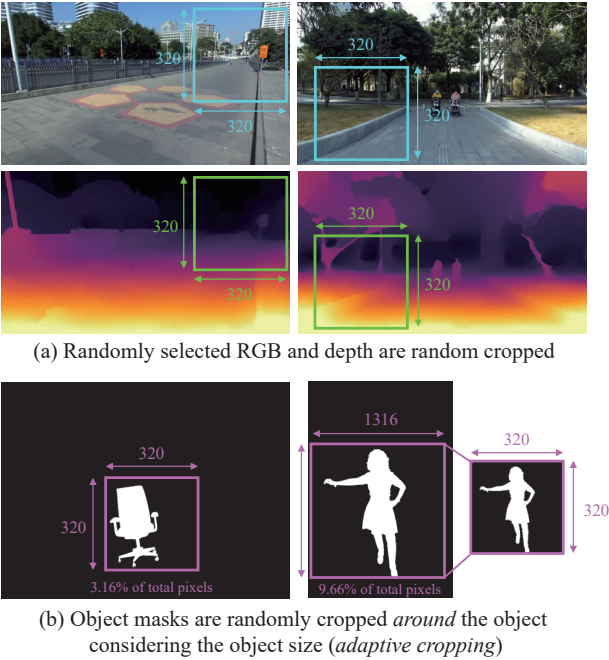 320
320
320
320
320
320
320
320
(a) Randomly selected RGB and depth are random cropped
320
320
3.16% of total pixels
1316
9.66% of total pixels
320
320
(b) Object masks are randomly cropped around the object
considering the object size (adaptive cropping)